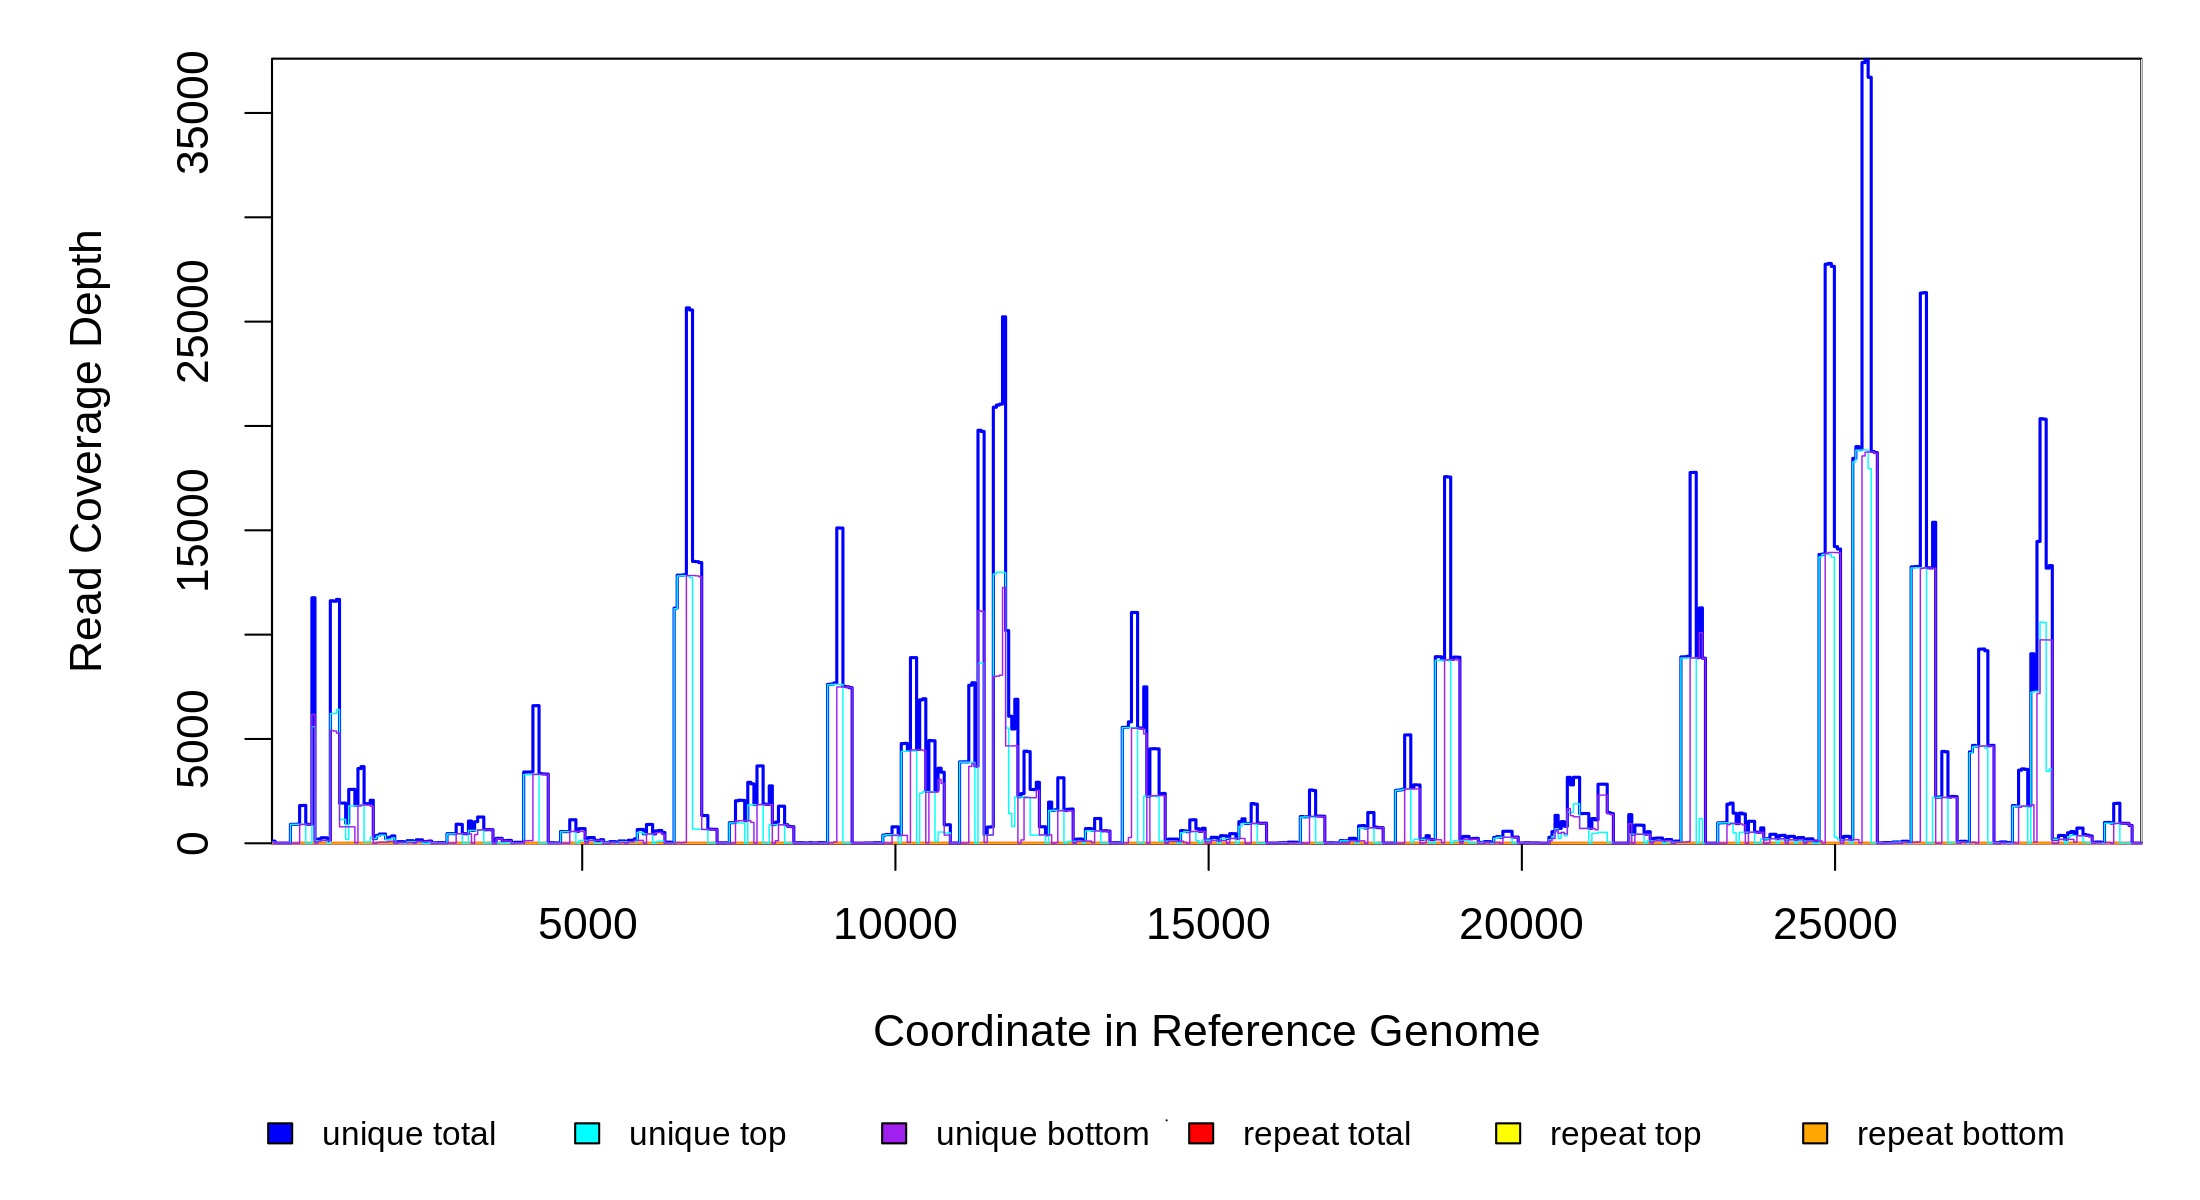 Read Coverage Depth
35000
25000
15000
5000
0
5000 10000 15000 20000 25000
Coordinate in Reference Genome
unique total unique top unique bottom repeat total repeat top repeat bottom